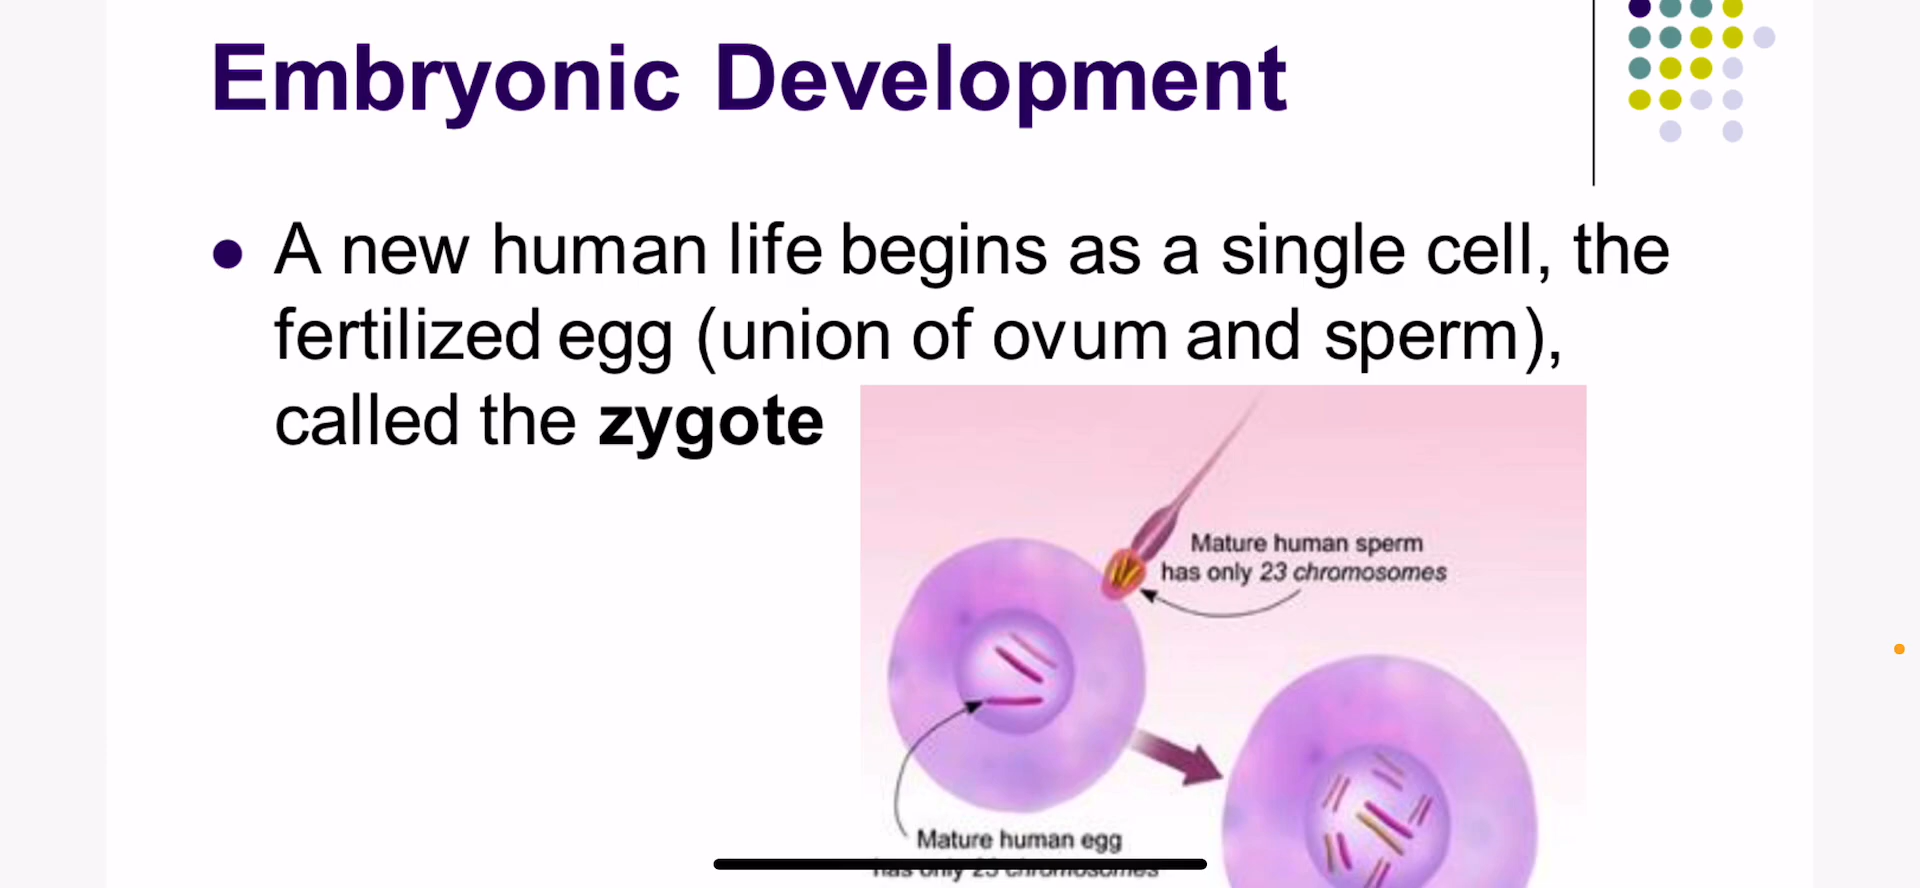 Embryonic Development
A new human life begins as a single cell, the
fertilized egg (union of ovum and sperm),
called the zygote
Mature human sperm
has only 23 chromosomes
Mature human egg
has only 23 chromosomes